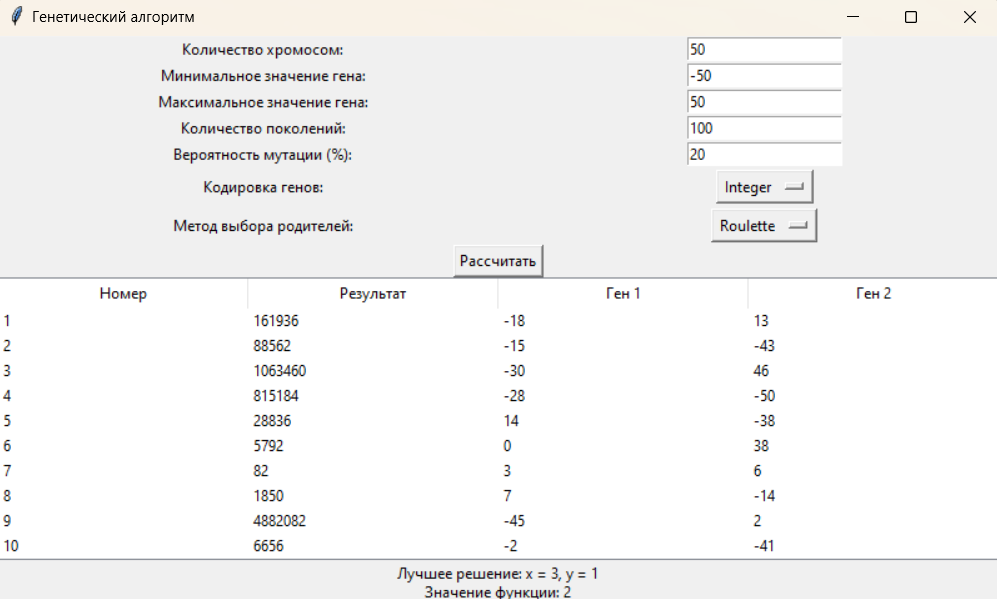 Генетический алгоритм
Количество хромосом: 50
Минимальное значение гена: -50
Максимальное значение гена: 50
Количество поколений: 100
Вероятность мутации (%): 20
Кодировка генов: Integer
Метод выбора родителей: Roulette
Рассчитать
Номер Результат Ген 1 Ген 2
1 161936 -18 13
2 88562 -15 -43
3 1063460 -30 46
4 815184 -28 -50
5 28836 14 -38
6 5792 0 38
7 82 3 6
8 1850 7 -14
9 4882082 -45 2
10 6656 -2 -41
Лучшее решение: x = 3, y = 1
Значение функции: 2